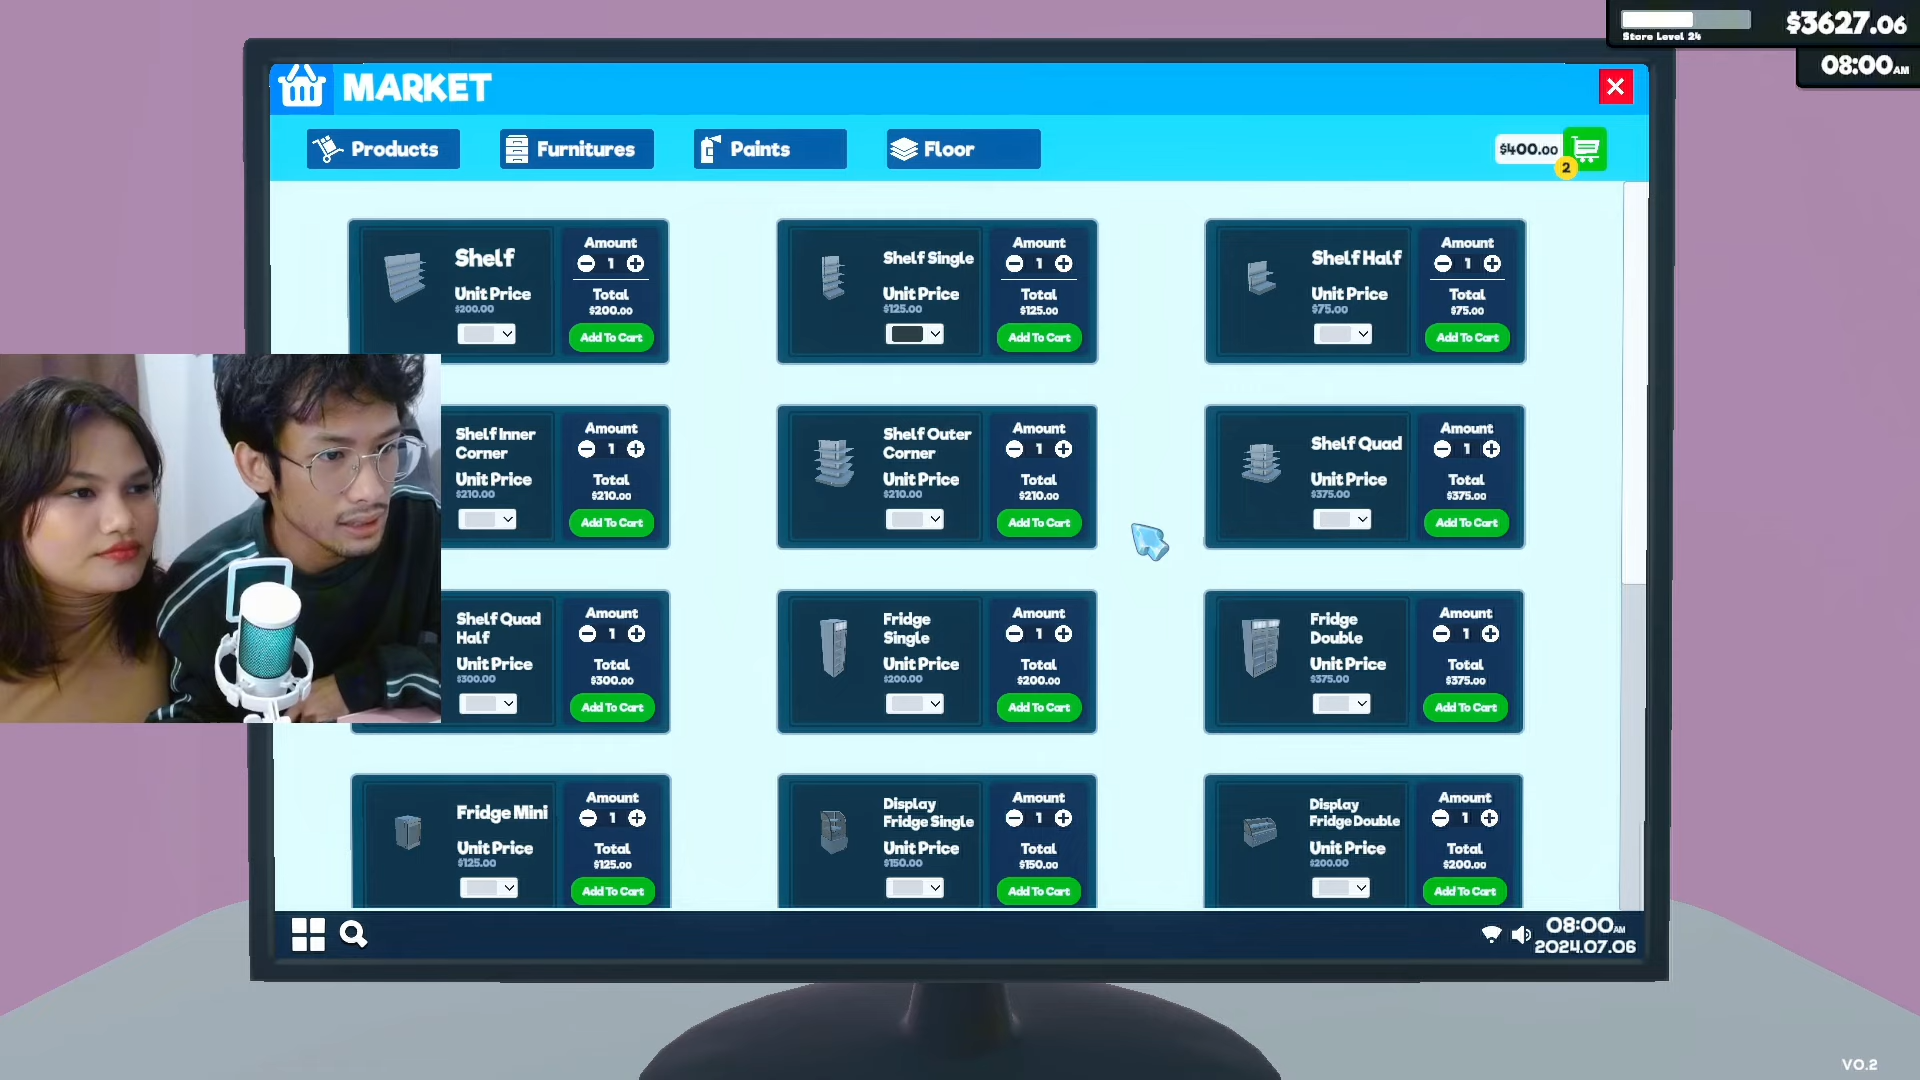 $3627.06
Store Level 24
08:00AM
MARKET
Products
Furnitures
Paints
Floor
$400.00
2
Shelf
Unit Price
$200.00
Amount
1
Total
$200.00
Add To Cart
Shelf Single
Unit Price
$125.00
Amount
1
Total
$125.00
Add To Cart
Shelf Half
Unit Price
$75.00
Amount
1
Total
$75.00
Add To Cart
Shelf Inner
Corner
Unit Price
$210.00
Amount
1
Total
$210.00
Add To Cart
Shelf Outer
Corner
Unit Price
$210.00
Amount
1
Total
$210.00
Add To Cart
Shelf Quad
Unit Price
$375.00
Amount
1
Total
$375.00
Add To Cart
Shelf Quad
Half
Unit Price
$300.00
Amount
1
Total
$300.00
Add To Cart
Fridge
Single
Unit Price
$200.00
Amount
1
Total
$200.00
Add To Cart
Fridge
Double
Unit Price
$375.00
Amount
1
Total
$375.00
Add To Cart
Fridge Mini
Unit Price
$125.00
Amount
1
Total
$125.00
Add To Cart
Display
Fridge Single
Unit Price
$150.00
Amount
1
Total
$150.00
Add To Cart
Display
Fridge Double
Unit Price
$200.00
Amount
1
Total
$200.00
Add To Cart
08:00AM
2024.07.06
V0.2